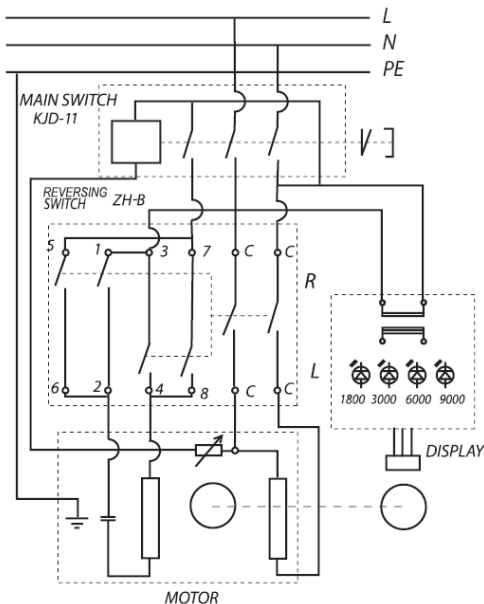 L
N
PE
MAIN SWITCH
KJD-11
REVERSING
SWITCH ZH-B
5 1 3 7 C C
R
L
6 2 4 8 C C
1800 3000 6000 9000
DISPLAY
MOTOR